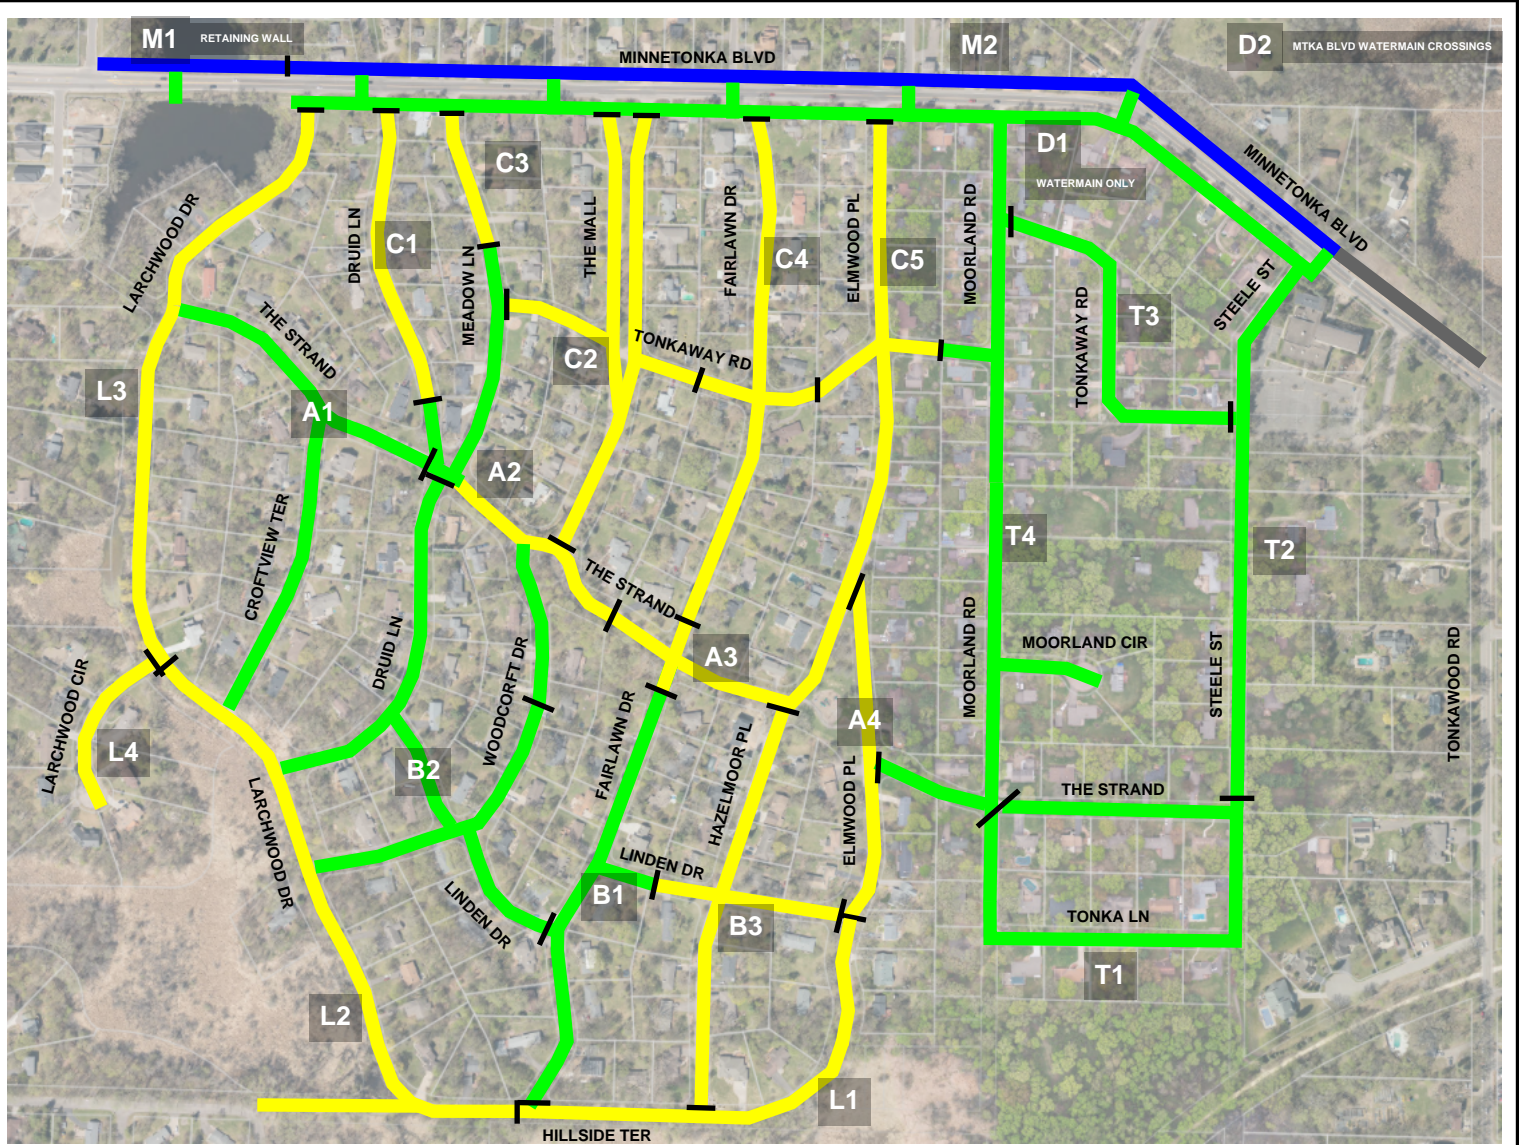 M1
RETAINING WALL
M2
D2
MTKA BLVD WATERMAIN CROSSINGS
MINNETONKA BLVD
D1
WATERMAIN ONLY
MINNETONKA BLVD
C3
LARCHWOOD DR
DRUID LN
C1
THE MALL
FAIRLAWN DR
C4
ELMWOOD PL
C5
MOORLAND RD
STEELE ST
MEADOW LN
THE STRAND
C2
TONKAWAY RD
TONKAWAY RD
T3
L3
A1
A2
CROFTVIEW TER
T4
T2
THE STRAND
DRUID LN
WOODCORFT DR
A3
MOORLAND RD
MOORLAND CIR
STEELE ST
TONKAWOOD RD
LARCHWOOD CIR
L4
B2
FAIRLAWN DR
HAZELMOOR PL
A4
ELMWOOD PL
THE STRAND
LARCHWOOD DR
LINDEN DR
LINDEN DR
B1
B3
TONKA LN
T1
L2
L1
HILLSIDE TER